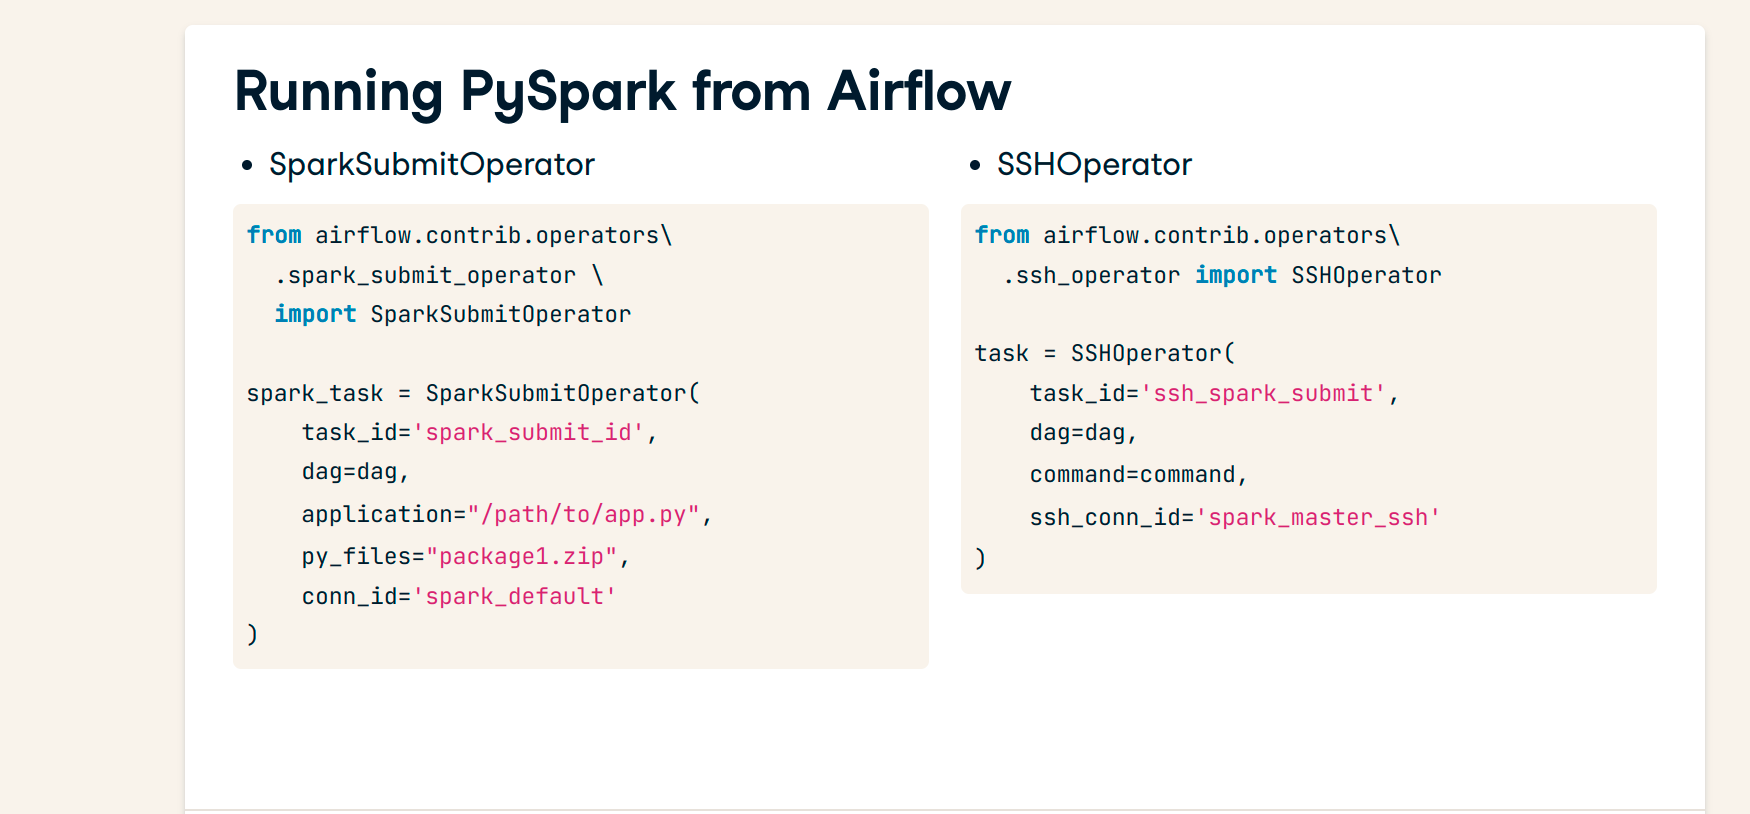 Running PySpark from Airflow
• SparkSubmitOperator
from airflow.contrib.operators\
  .spark_submit_operator \
  import SparkSubmitOperator

spark_task = SparkSubmitOperator(
    task_id='spark_submit_id',
    dag=dag,
    application="/path/to/app.py",
    py_files="package1.zip",
    conn_id='spark_default'
)
• SSHOperator
from airflow.contrib.operators\
  .ssh_operator import SSHOperator

task = SSHOperator(
    task_id='ssh_spark_submit',
    dag=dag,
    command=command,
    ssh_conn_id='spark_master_ssh'
)